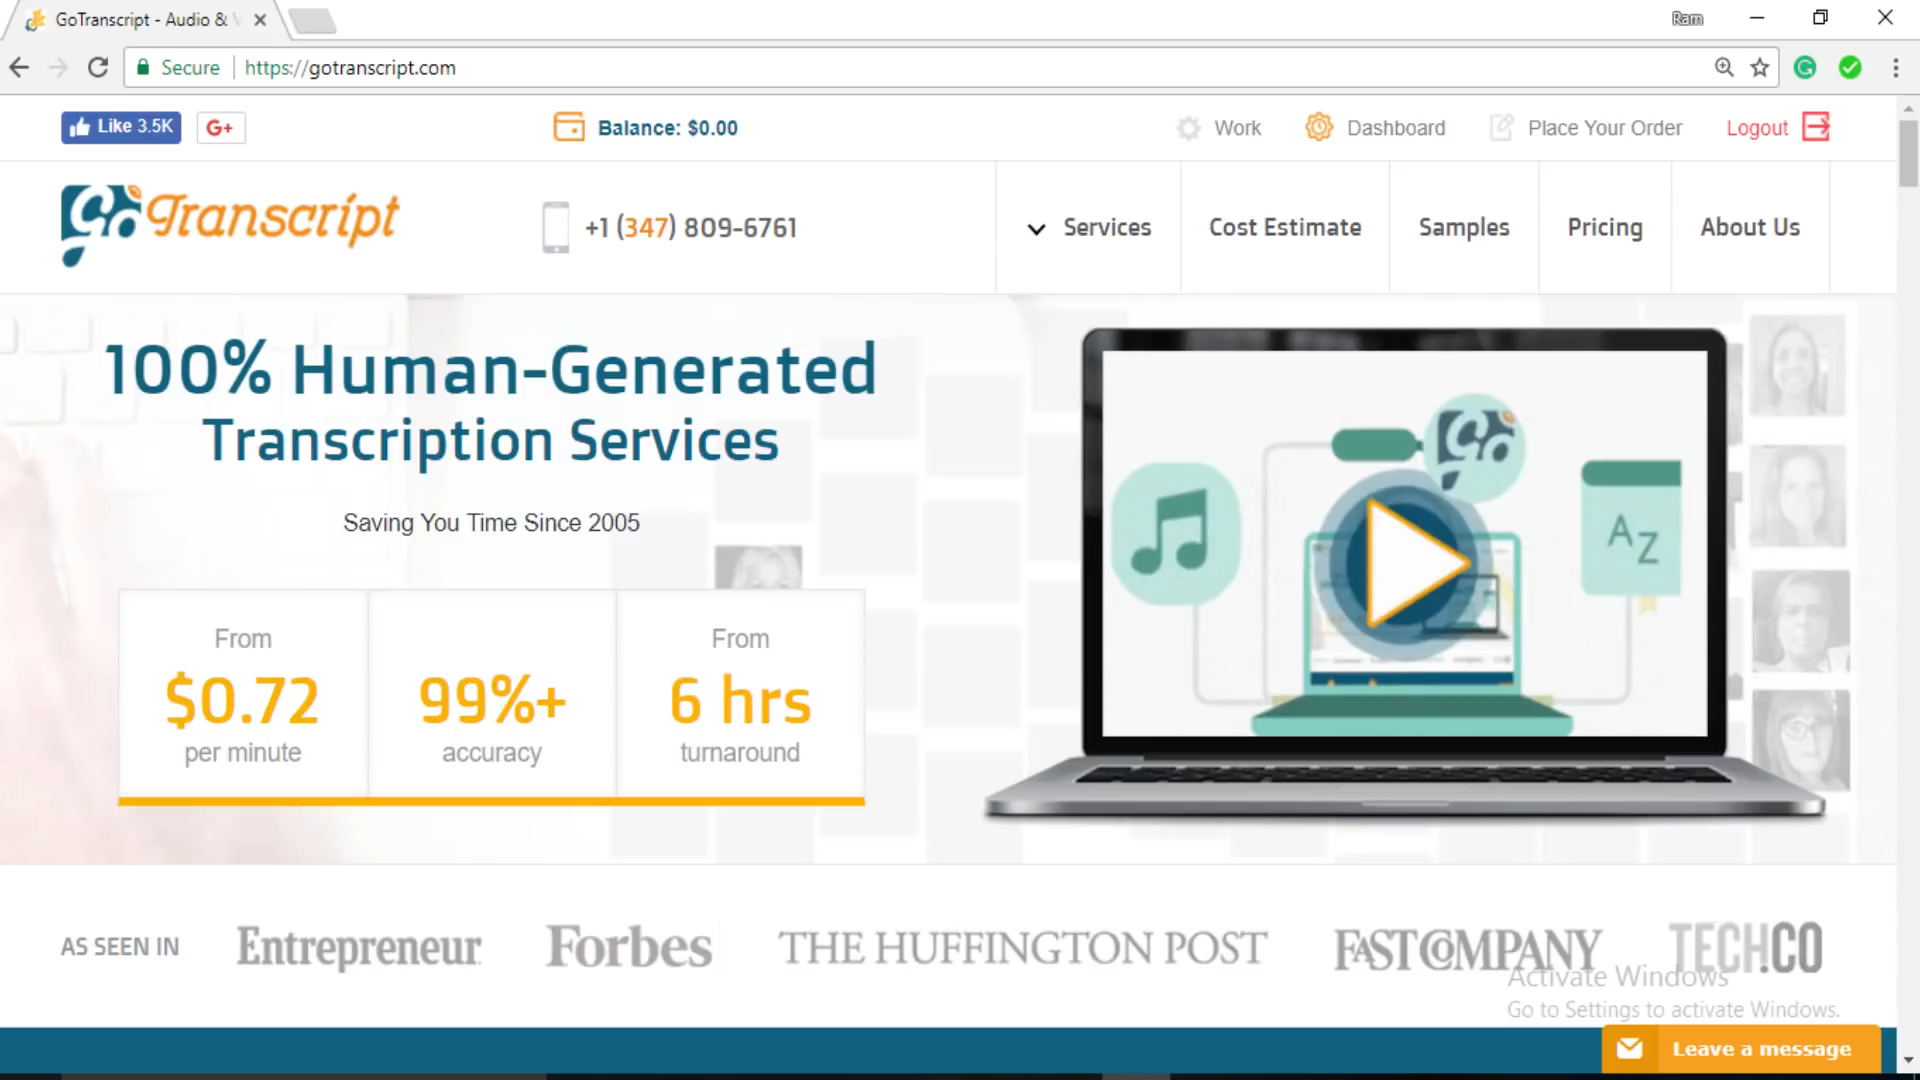 GoTranscript - Audio & V
Ram
Secure
https://gotranscript.com
Like 3.5K
G+
Balance: $0.00
Work
Dashboard
Place Your Order
Logout
Go Transcript
+1 (347) 809-6761
Services
Cost Estimate
Samples
Pricing
About Us
100% Human-Generated
Transcription Services
Saving You Time Since 2005
From
$0.72
per minute
99%+
accuracy
From
6 hrs
turnaround
Go
A Z
AS SEEN IN
Entrepreneur
Forbes
THE HUFFINGTON POST
FAST COMPANY
TECH.CO
Activate Windows
Go to Settings to activate Windows.
Leave a message